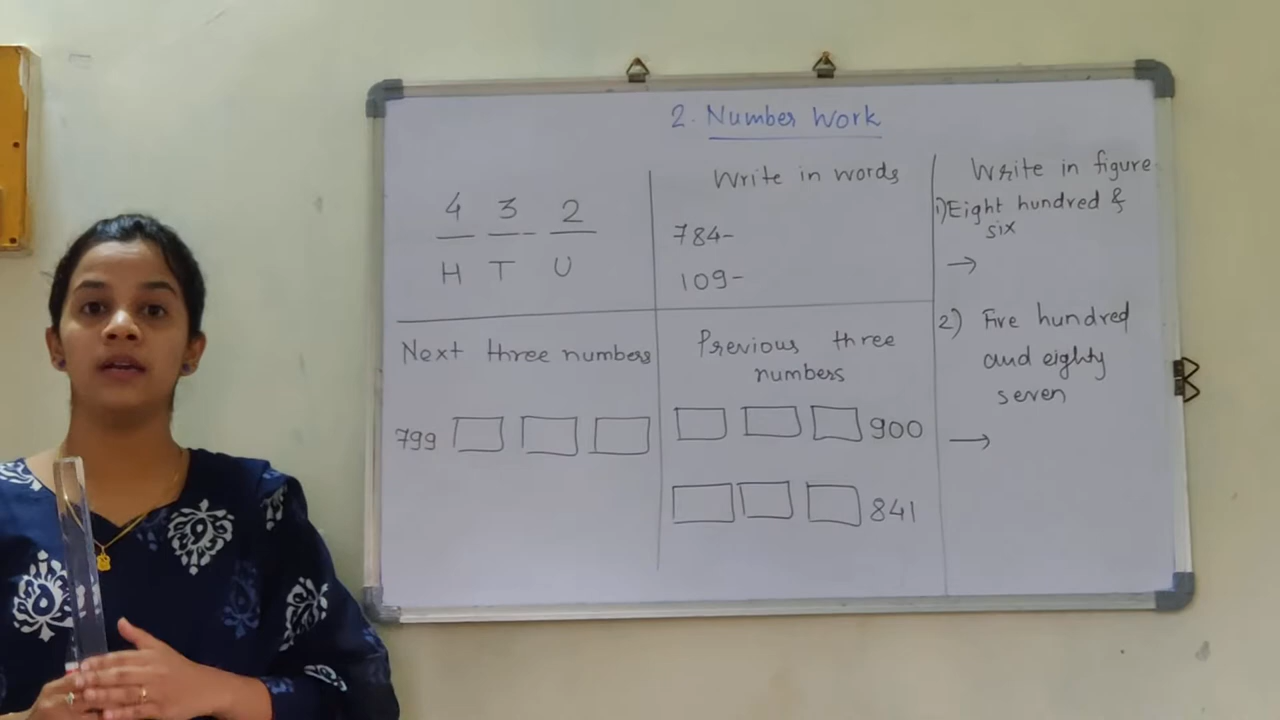 2. Number Work
4 3 2
H T U
Write in words
784-
109-
Write in figure
1) Eight hundred &
six
→
2) Five hundred
and eighty
seven
→
Next three numbers
799
Previous three
numbers
900
841